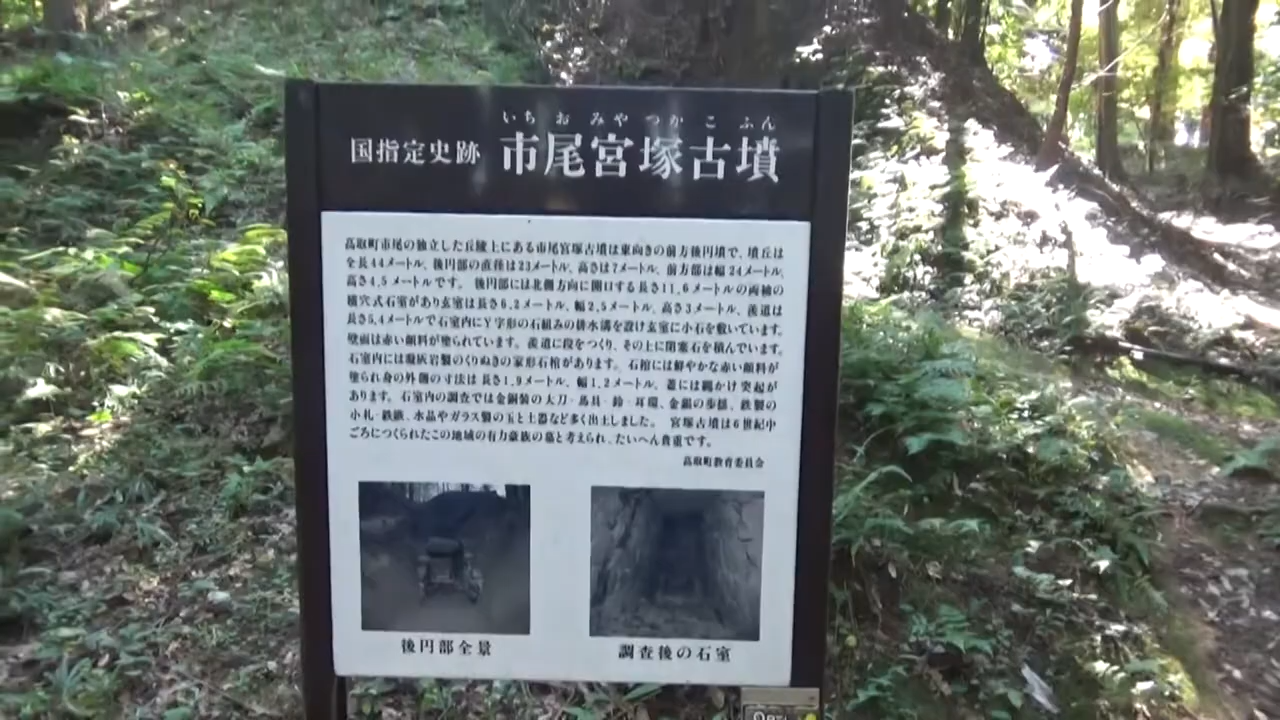 いちおみやつかこふん
国指定史跡 市尾宮塚古墳
高取町市尾の独立した丘陵上にある市尾宮塚古墳は東向きの前方後円墳で、墳丘は
全長44メートル、後円部の直径は23メートル、高さは7メートル、前方部は幅24メートル、
高さ4.5メートルです。後円部には北側方向に開口する長さ11.6メートルの両袖の
横穴式石室があり玄室は長さ6.2メートル、幅2.5メートル、高さ3メートル、羨道は
長さ5.4メートルで石室内にY字形の石組みの排水溝を設け玄室に小石を敷いています。
壁面は赤い顔料が塗られています。羨道に段をつくり、その上に閉塞石を積んでいます。
石室内には凝灰岩製のくりぬきの家形石棺があります。石棺には鮮やかな赤い顔料が
塗られ身の外側の寸法は長さ1.9メートル、幅1.2メートル、蓋には縄かけ突起が
あります。石室内の調査では金銅装の大刀・馬具・鈴・耳環、金銀の歩揺、鉄製の
小札・鉄鏃、水晶やガラス製の玉と土器など多く出土しました。宮塚古墳は6世紀中
ごろにつくられたこの地域の有力豪族の墓と考えられ、たいへん貴重です。
高取町教育委員会
後円部全景
調査後の石室